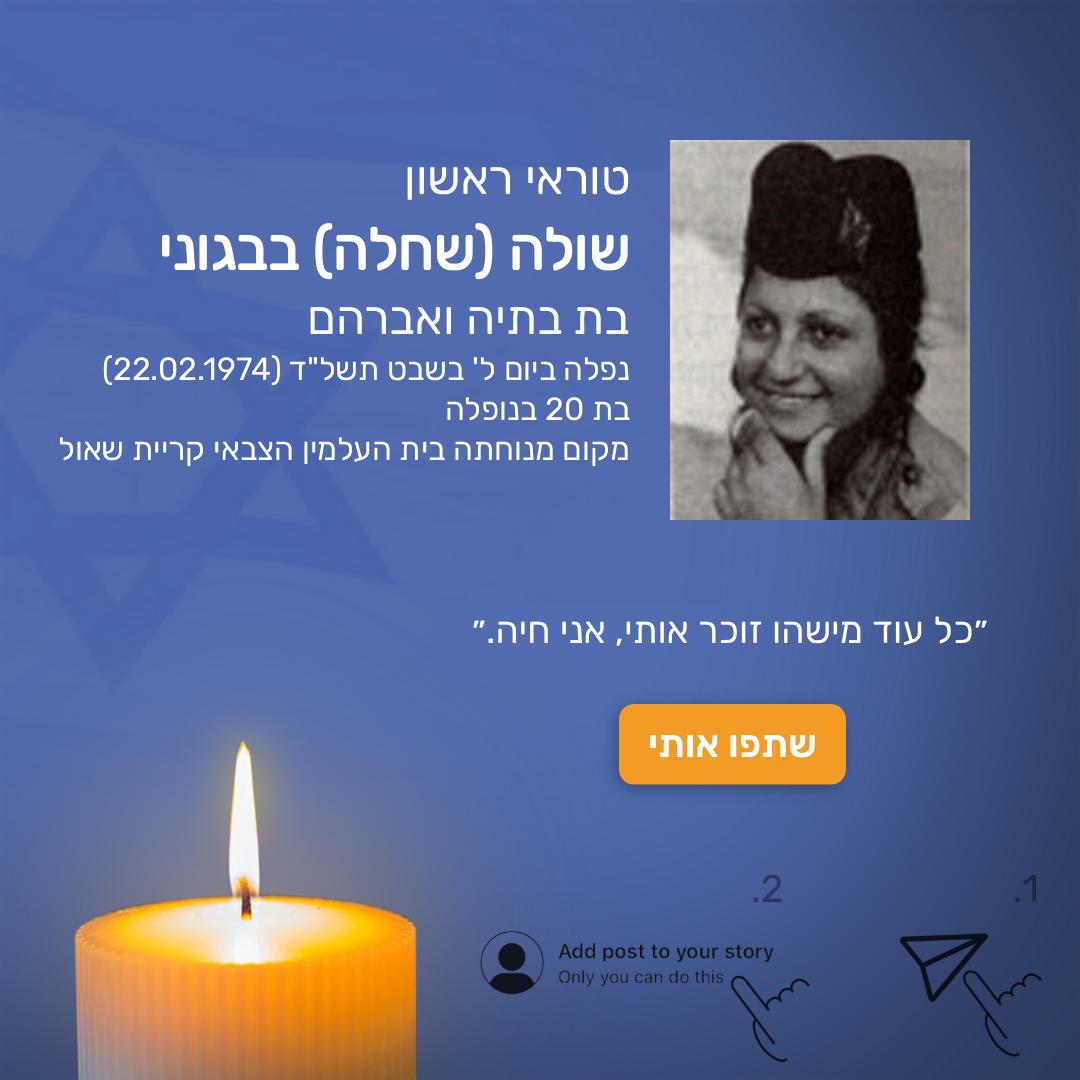 טוראי ראשון
שולה (שחלה) בבגוני
בת בתיה ואברהם
נפלה ביום ל' בשבט תשל"ד (22.02.1974)
בת 20 בנופלה
מקום מנוחתה בית העלמין הצבאי קריית שאול
״כל עוד מישהו זוכר אותי, אני חיה.״
שתפו אותי
.1
.2
Add post to your story
Only you can do this